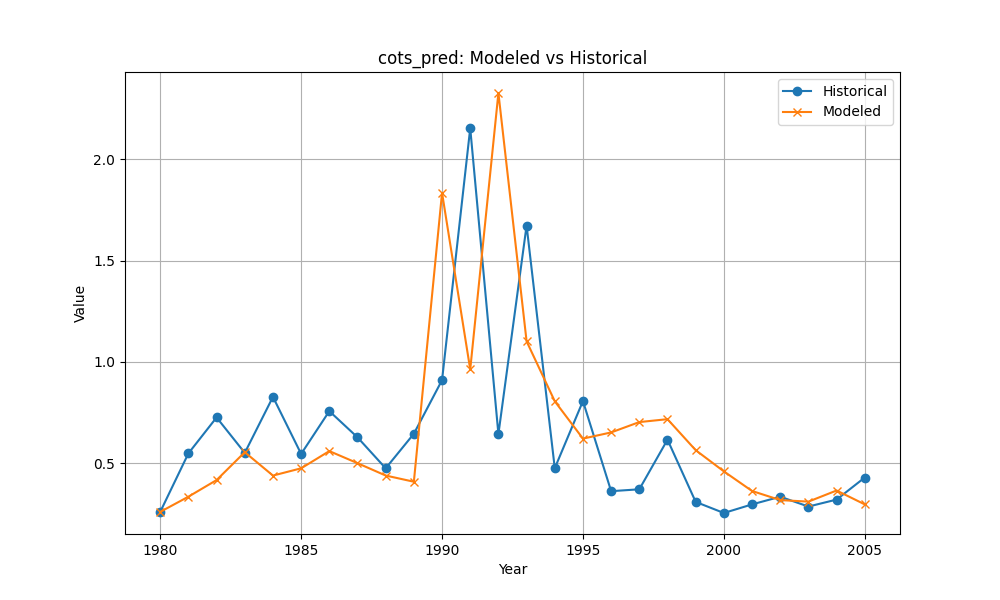 cots_pred: Modeled vs Historical
Historical
Modeled
2.0
1.5
1.0
0.5
Value
1980 1985 1990 1995 2000 2005
Year